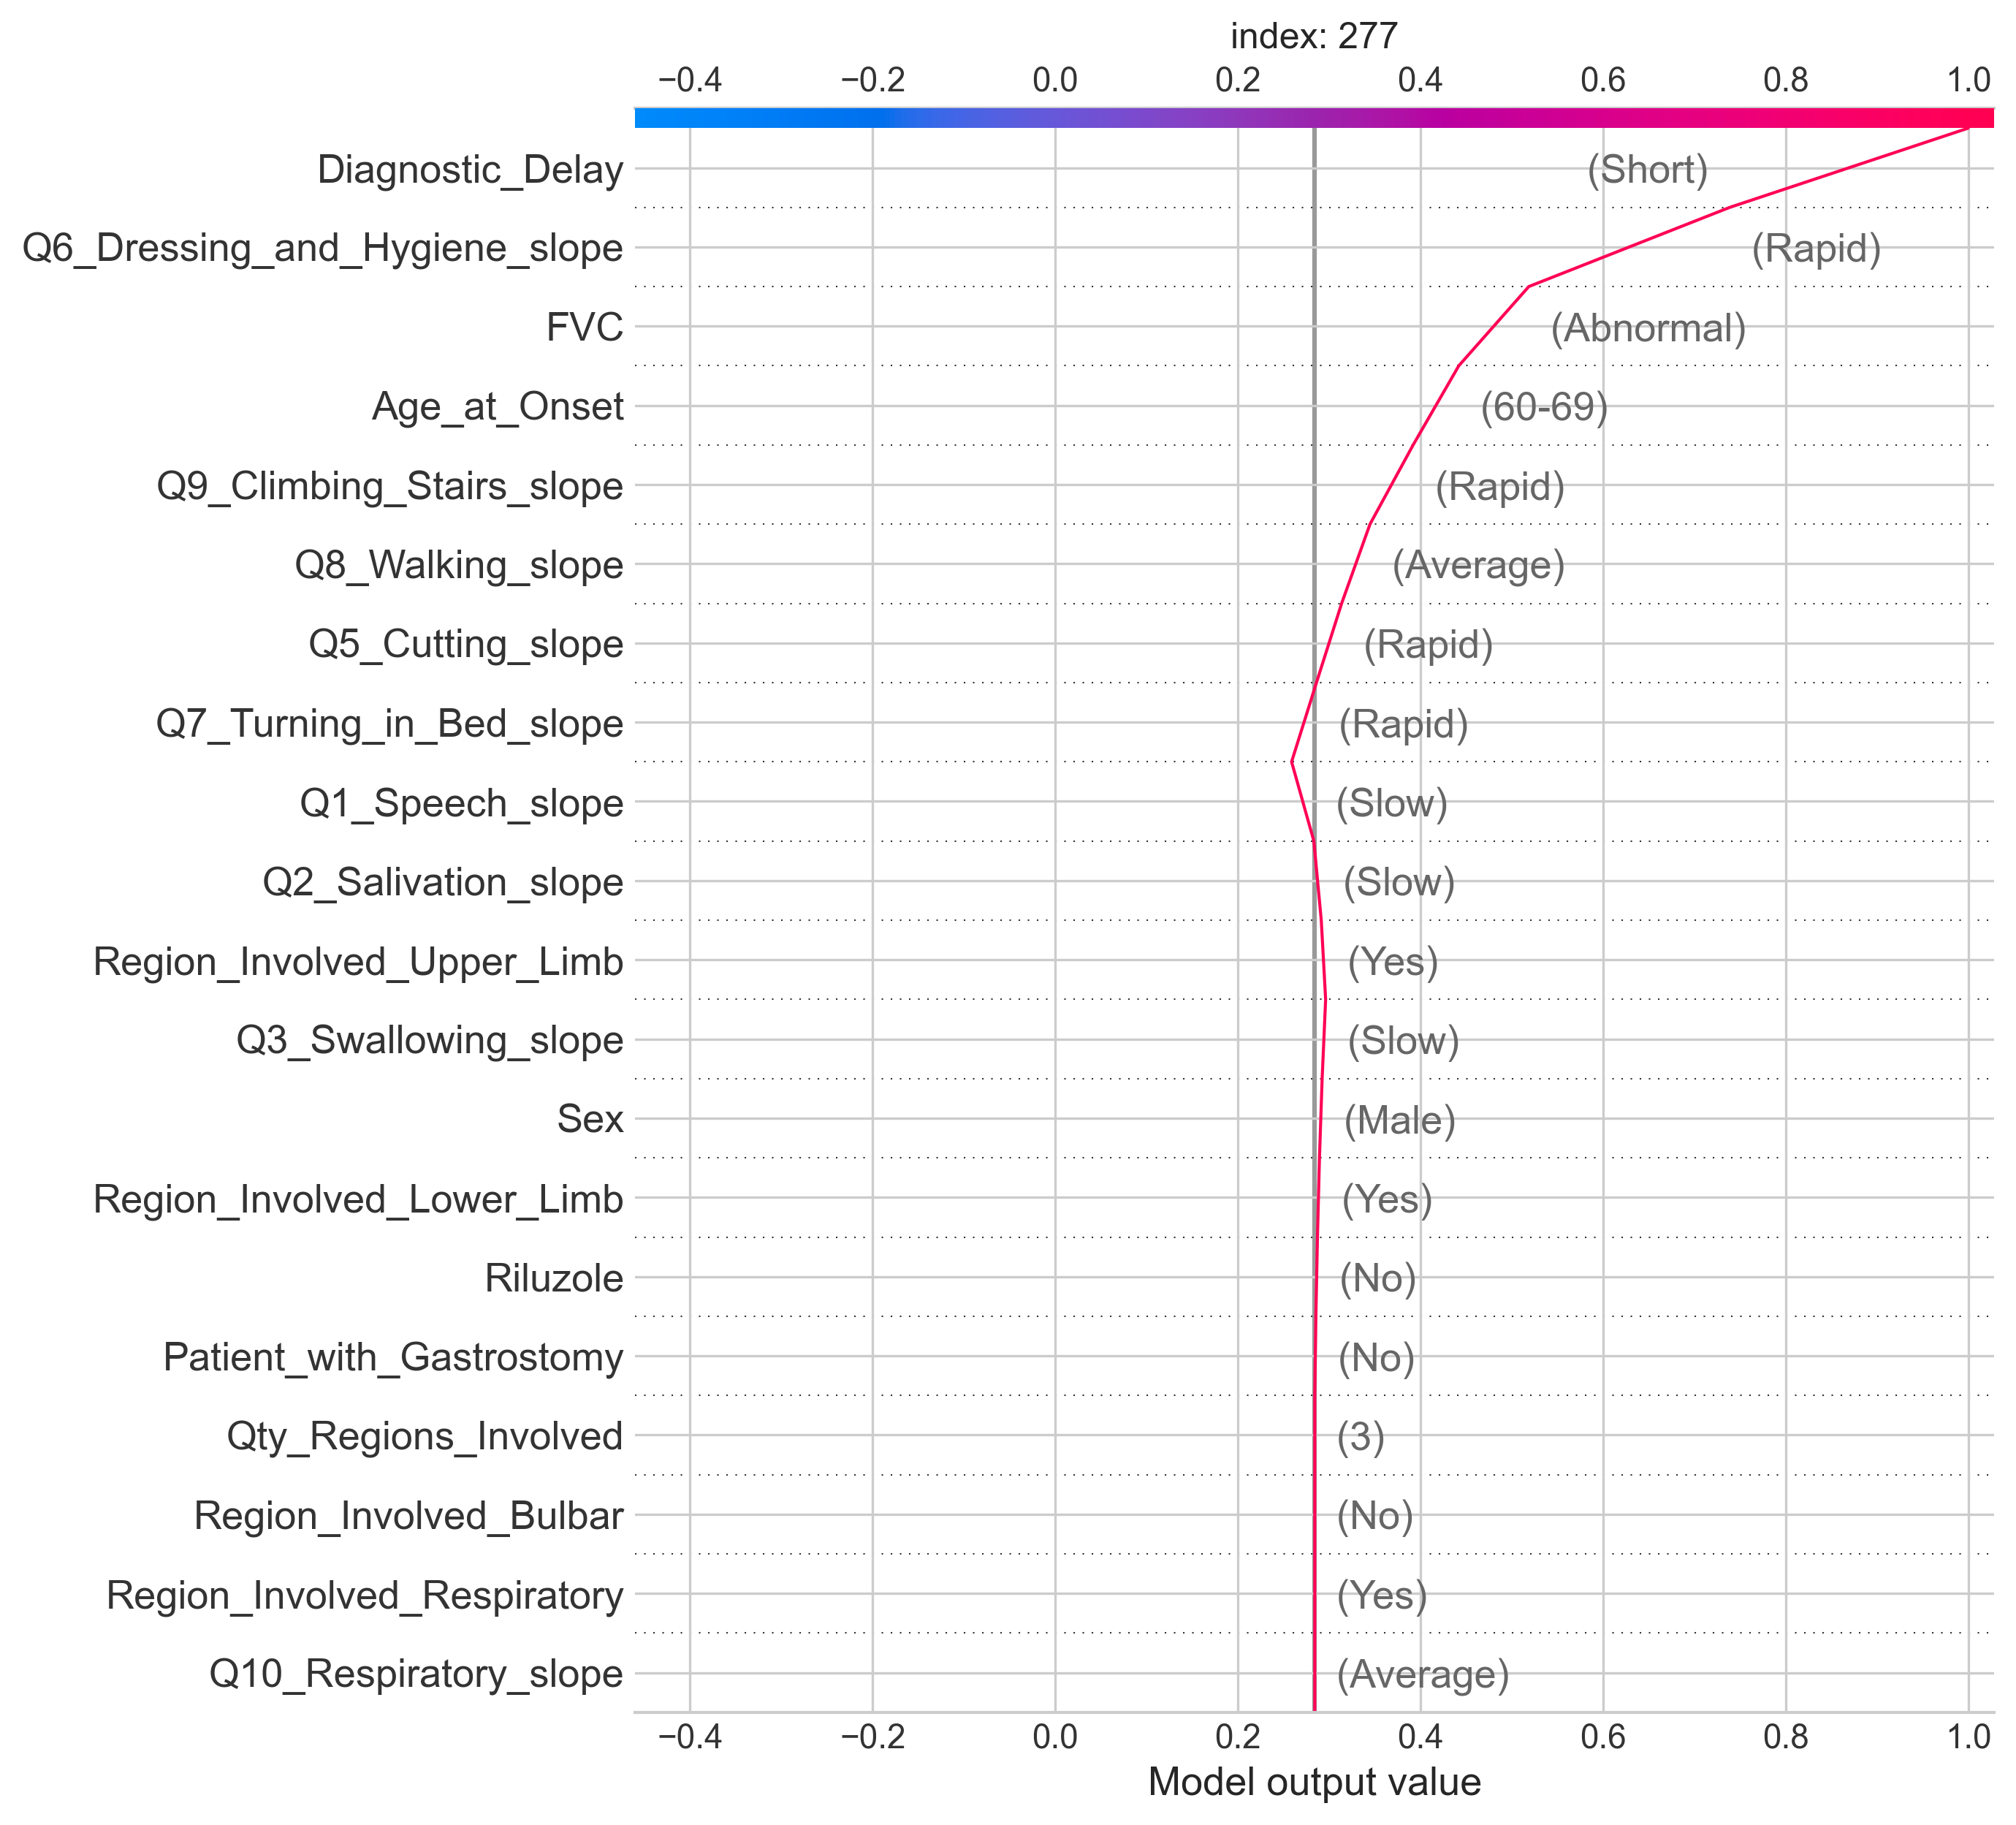 index: 277
−0.4 −0.2 0.0 0.2 0.4 0.6 0.8 1.0
Diagnostic_Delay (Short)
Q6_Dressing_and_Hygiene_slope (Rapid)
FVC (Abnormal)
Age_at_Onset (60-69)
Q9_Climbing_Stairs_slope (Rapid)
Q8_Walking_slope (Average)
Q5_Cutting_slope (Rapid)
Q7_Turning_in_Bed_slope (Rapid)
Q1_Speech_slope (Slow)
Q2_Salivation_slope (Slow)
Region_Involved_Upper_Limb (Yes)
Q3_Swallowing_slope (Slow)
Sex (Male)
Region_Involved_Lower_Limb (Yes)
Riluzole (No)
Patient_with_Gastrostomy (No)
Qty_Regions_Involved (3)
Region_Involved_Bulbar (No)
Region_Involved_Respiratory (Yes)
Q10_Respiratory_slope (Average)
−0.4 −0.2 0.0 0.2 0.4 0.6 0.8 1.0
Model output value